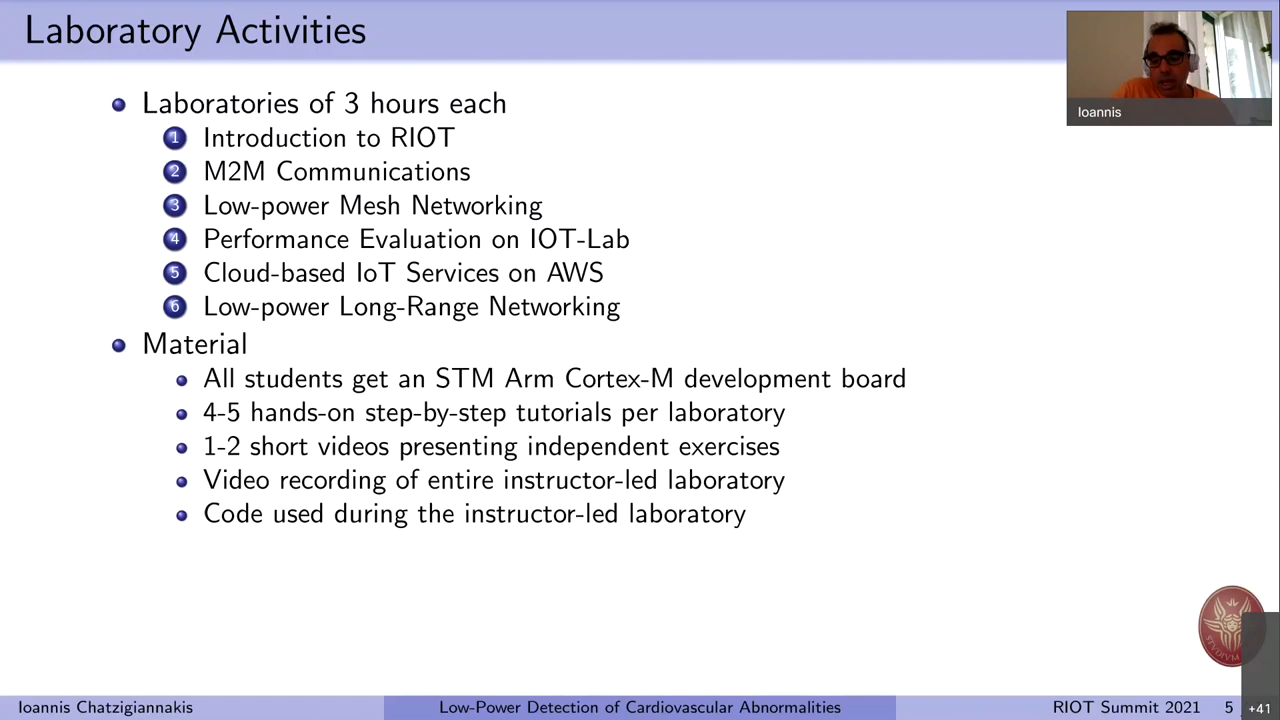 Laboratory Activities
Ioannis
Laboratories of 3 hours each
1 Introduction to RIOT
2 M2M Communications
3 Low-power Mesh Networking
4 Performance Evaluation on IOT-Lab
5 Cloud-based IoT Services on AWS
6 Low-power Long-Range Networking
Material
All students get an STM Arm Cortex-M development board
4-5 hands-on step-by-step tutorials per laboratory
1-2 short videos presenting independent exercises
Video recording of entire instructor-led laboratory
Code used during the instructor-led laboratory
STVDIVM
Ioannis Chatzigiannakis Low-Power Detection of Cardiovascular Abnormalities RIOT Summit 2021 5 +41